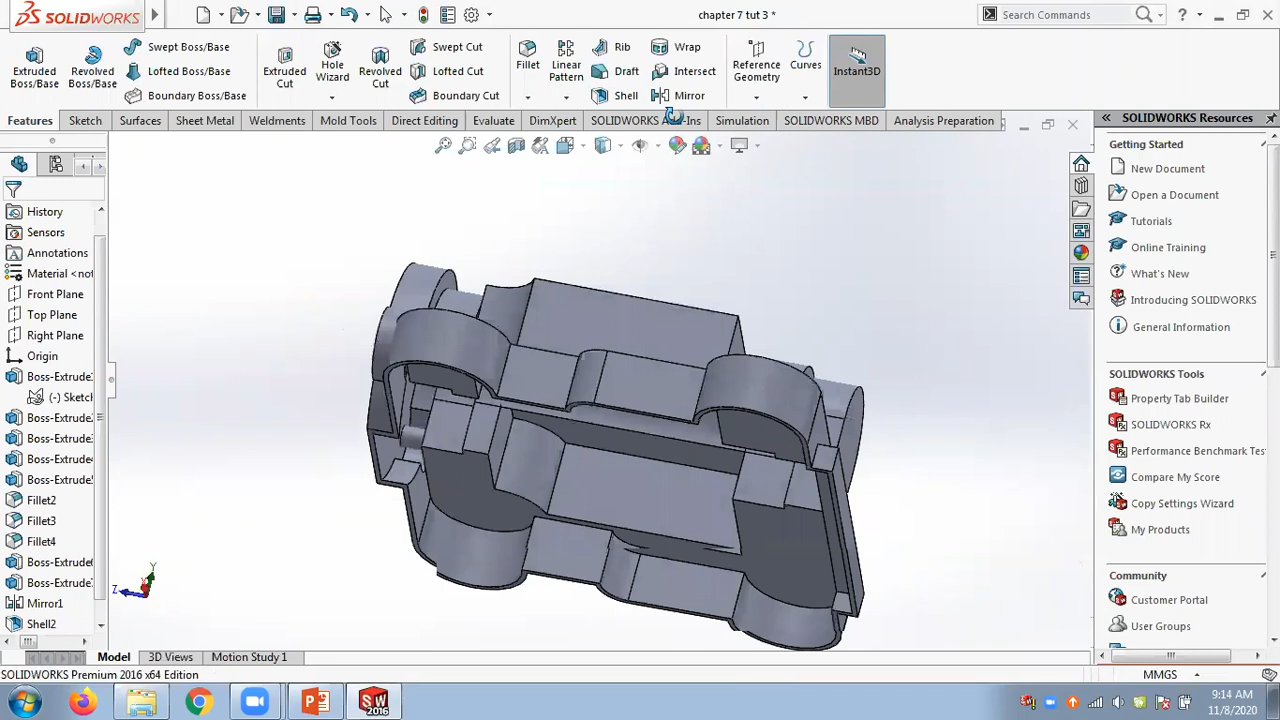 SOLIDWORKS
chapter 7 tut 3 *
Search Commands
Extruded Boss/Base
Revolved Boss/Base
Swept Boss/Base
Lofted Boss/Base
Boundary Boss/Base
Extruded Cut
Hole Wizard
Revolved Cut
Swept Cut
Lofted Cut
Boundary Cut
Fillet
Linear Pattern
Rib
Draft
Shell
Wrap
Intersect
Mirror
Reference Geometry
Curves
Instant3D
Features
Sketch
Surfaces
Sheet Metal
Weldments
Mold Tools
Direct Editing
Evaluate
DimXpert
SOLIDWORKS Add-Ins
Simulation
SOLIDWORKS MBD
Analysis Preparation
History
Sensors
Annotations
Material <not
Front Plane
Top Plane
Right Plane
Origin
Boss-Extrude
(-) Sketch
Boss-Extrude2
Boss-Extrude
Boss-Extrude
Boss-Extrude
Fillet2
Fillet3
Fillet4
Boss-Extrude6
Boss-Extrude
Mirror1
Shell2
Y
Z
SOLIDWORKS Resources
Getting Started
New Document
Open a Document
Tutorials
Online Training
What's New
Introducing SOLIDWORKS
General Information
SOLIDWORKS Tools
Property Tab Builder
SOLIDWORKS Rx
Performance Benchmark Test
Compare My Score
Copy Settings Wizard
My Products
Community
Customer Portal
User Groups
Model
3D Views
Motion Study 1
SOLIDWORKS Premium 2016 x64 Edition
MMGS
SW
2016
9:14 AM
11/8/2020